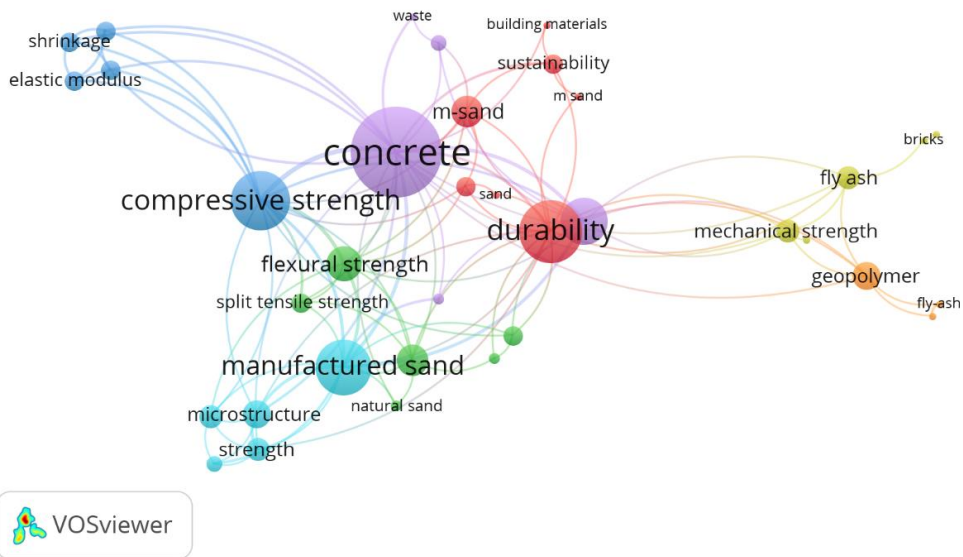 waste
building materials
shrinkage
sustainability
elastic modulus
m sand
m-sand
bricks
concrete
fly ash
sand
compressive strength
durability
mechanical strength
flexural strength
geopolymer
split tensile strength
fly-ash
manufactured sand
natural sand
microstructure
strength
VOSviewer